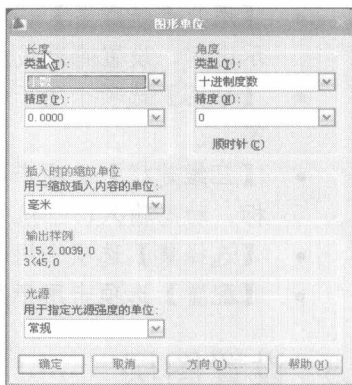 图形单位
长度
类型(T):
小数
精度(P):
0.0000
角度
类型(Y):
十进制度数
精度(N):
0
顺时针(C)
插入时的缩放单位
用于缩放插入内容的单位:
毫米
输出样例
1.5,2.0039,0
3<45,0
光源
用于指定光源强度的单位:
常规
确定
取消
方向(D)...
帮助(H)